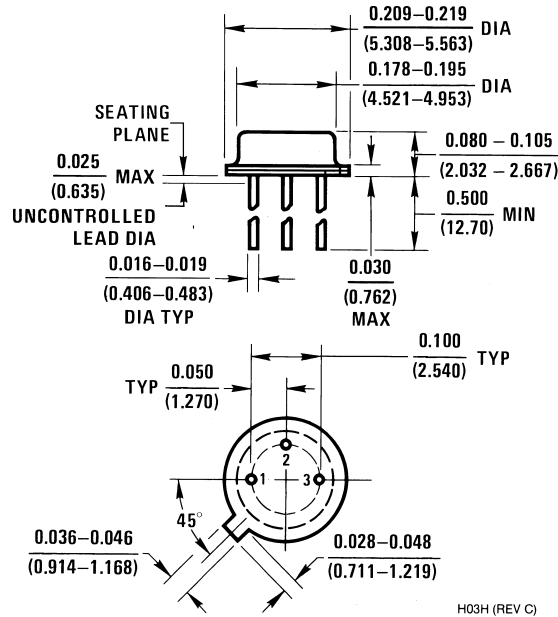 0.209–0.219 DIA
(5.308–5.563)
0.178–0.195 DIA
(4.521–4.953)
SEATING
PLANE
0.080 – 0.105
(2.032 – 2.667)
0.025 MAX
(0.635)
0.500 MIN
(12.70)
UNCONTROLLED
LEAD DIA
0.016–0.019
(0.406–0.483)
DIA TYP
0.030
(0.762)
MAX
0.100 TYP
(2.540)
TYP 0.050
(1.270)
2
1 3
45°
0.036–0.046
(0.914–1.168)
0.028–0.048
(0.711–1.219)
H03H (REV C)